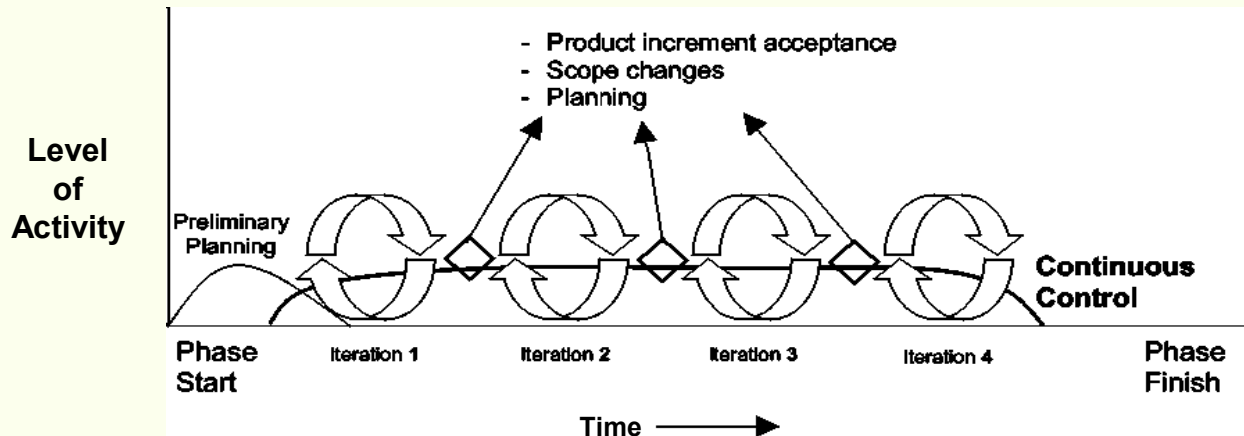 - Product increment acceptance
- Scope changes
- Planning
Level
of
Activity
Preliminary
Planning
Continuous
Control
Phase
Start
Iteration 1
Iteration 2
Iteration 3
Iteration 4
Phase
Finish
Time